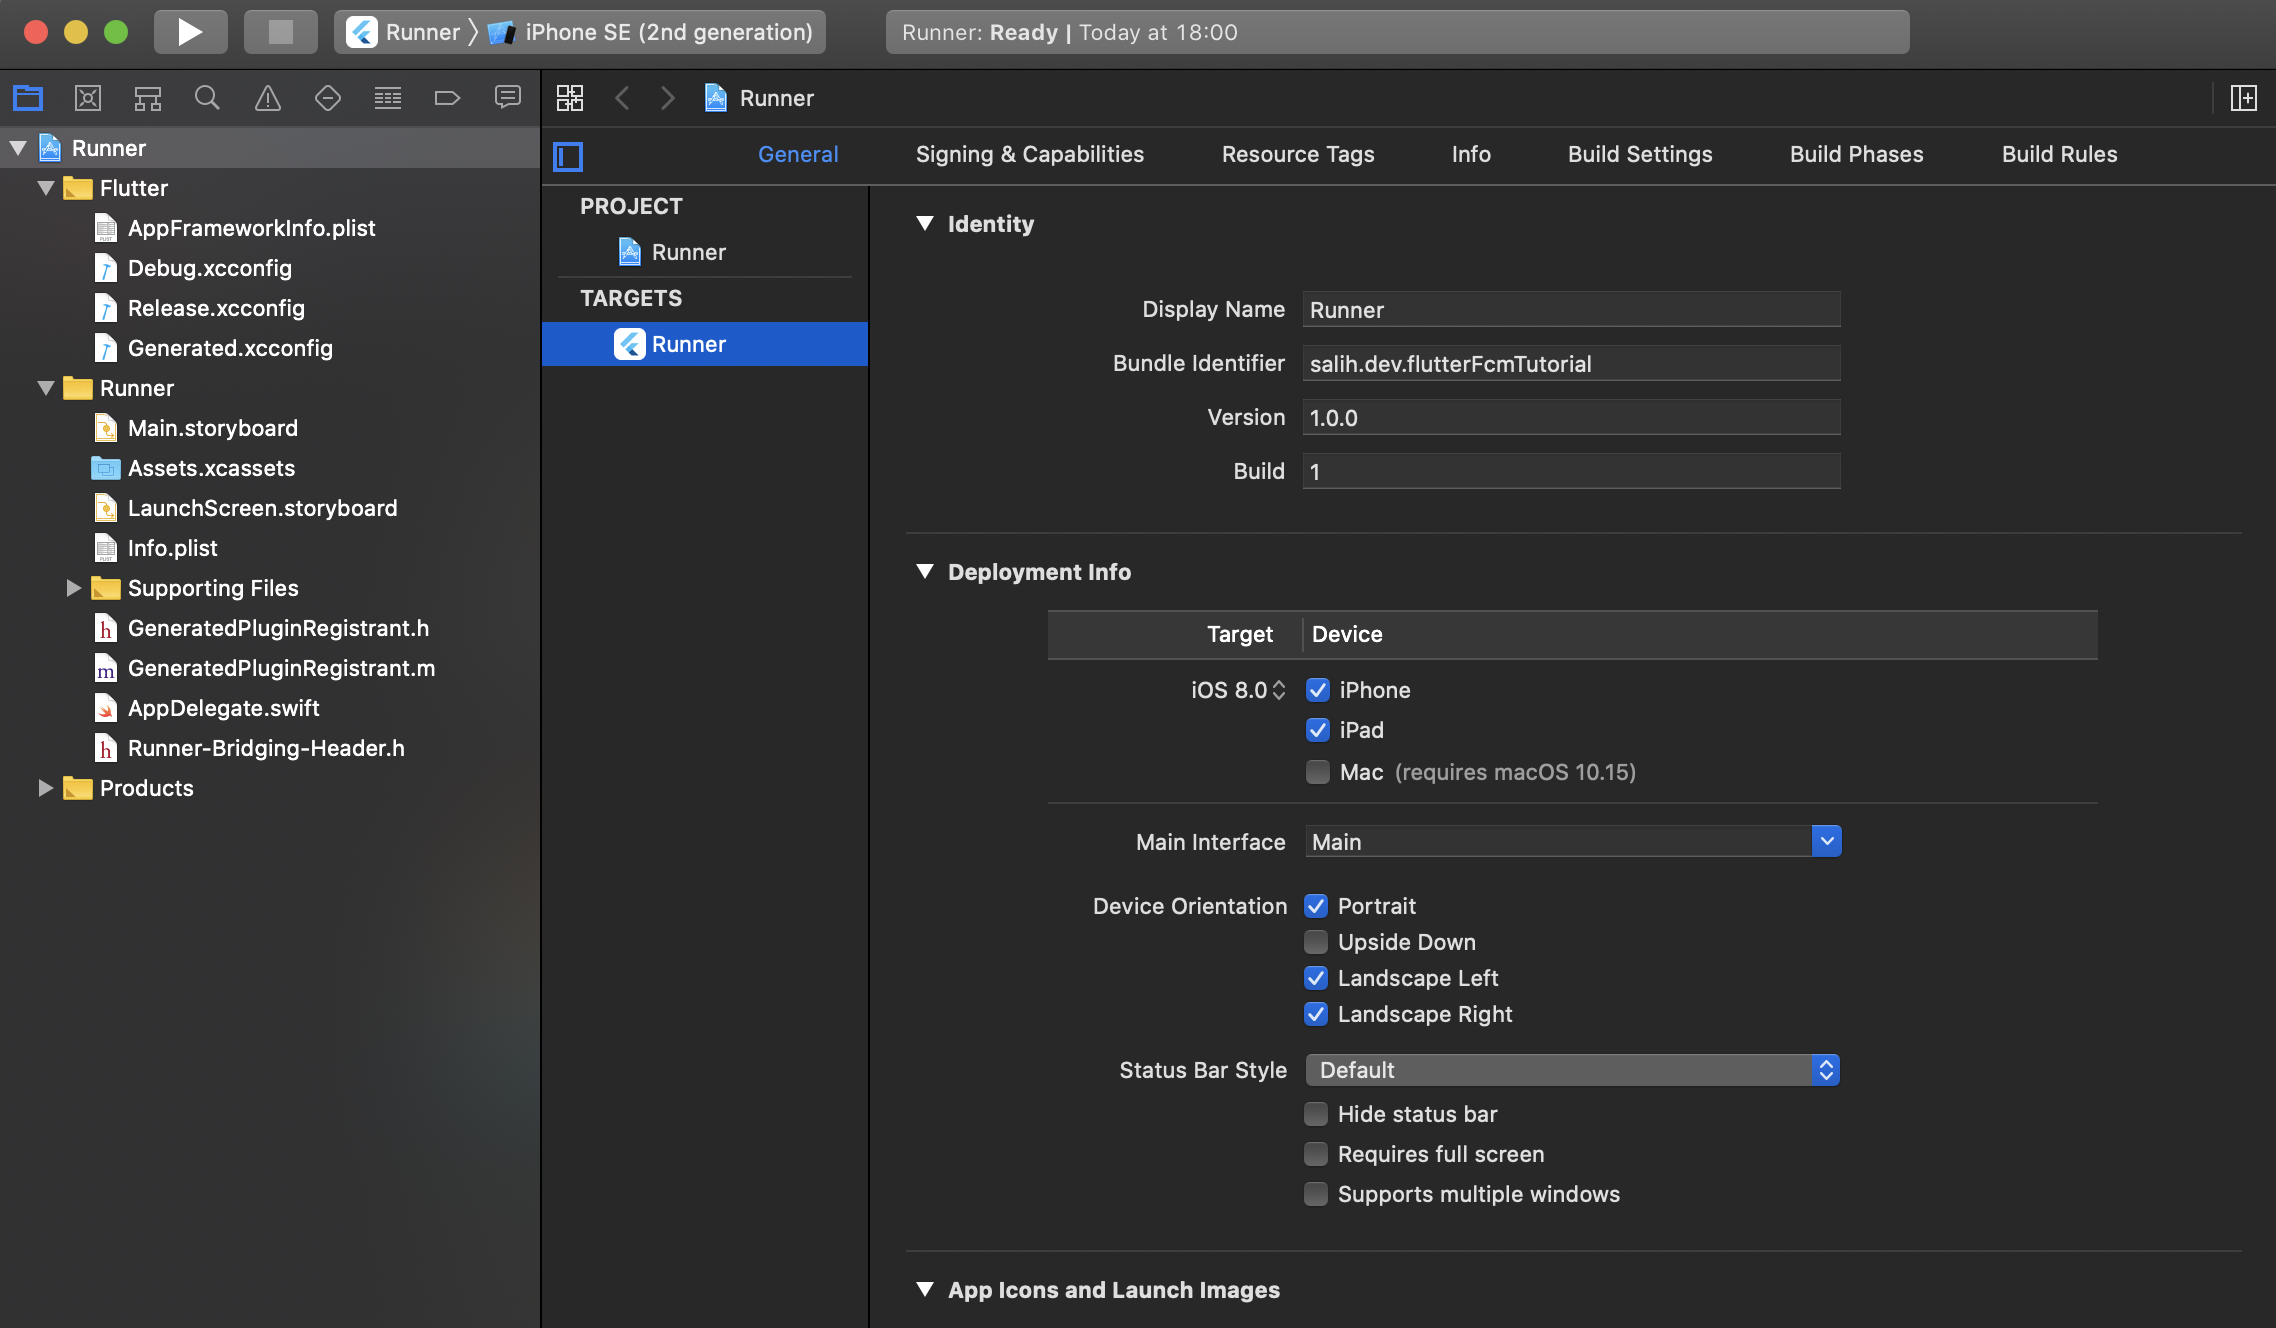 Runner
iPhone SE (2nd generation)
Runner: Ready | Today at 18:00
Runner
Flutter
AppFrameworkInfo.plist
Debug.xcconfig
Release.xcconfig
Generated.xcconfig
Runner
Main.storyboard
Assets.xcassets
LaunchScreen.storyboard
Info.plist
Supporting Files
GeneratedPluginRegistrant.h
GeneratedPluginRegistrant.m
AppDelegate.swift
Runner-Bridging-Header.h
Products
Runner
General
Signing & Capabilities
Resource Tags
Info
Build Settings
Build Phases
Build Rules
PROJECT
Runner
TARGETS
Runner
Identity
Display Name Runner
Bundle Identifier salih.dev.flutterFcmTutorial
Version 1.0.0
Build 1
Deployment Info
Target Device
iOS 8.0 iPhone
iPad
Mac (requires macOS 10.15)
Main Interface Main
Device Orientation Portrait
Upside Down
Landscape Left
Landscape Right
Status Bar Style Default
Hide status bar
Requires full screen
Supports multiple windows
App Icons and Launch Images